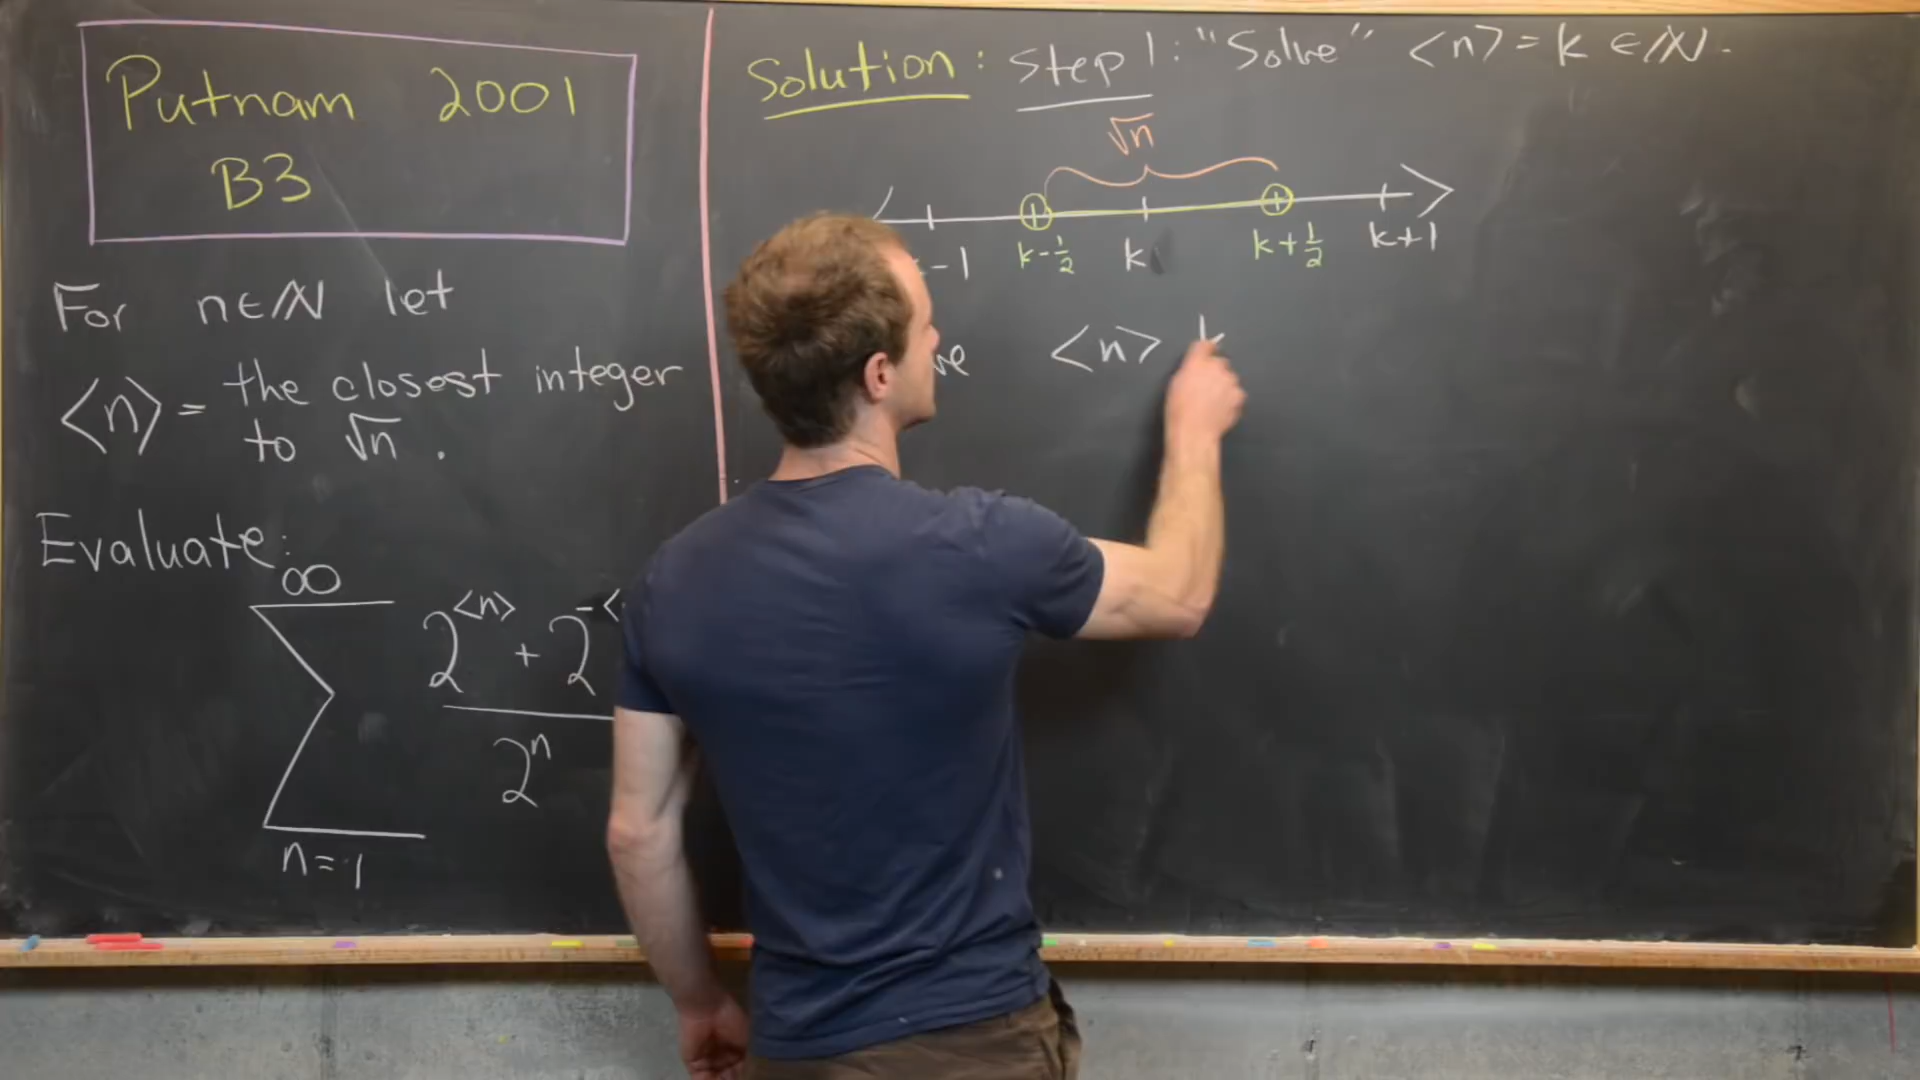 Putnam 2001
B3
For n∈ℕ let
<n> = the closest integer
to √n .
Evaluate:
∞
2^<n> + 2^-<
2^n
n=1
Solution: Step 1: "Solve" <n> = k ∈ ℕ.
√n
-1 k-1/2 k k+1/2 k+1
<n>